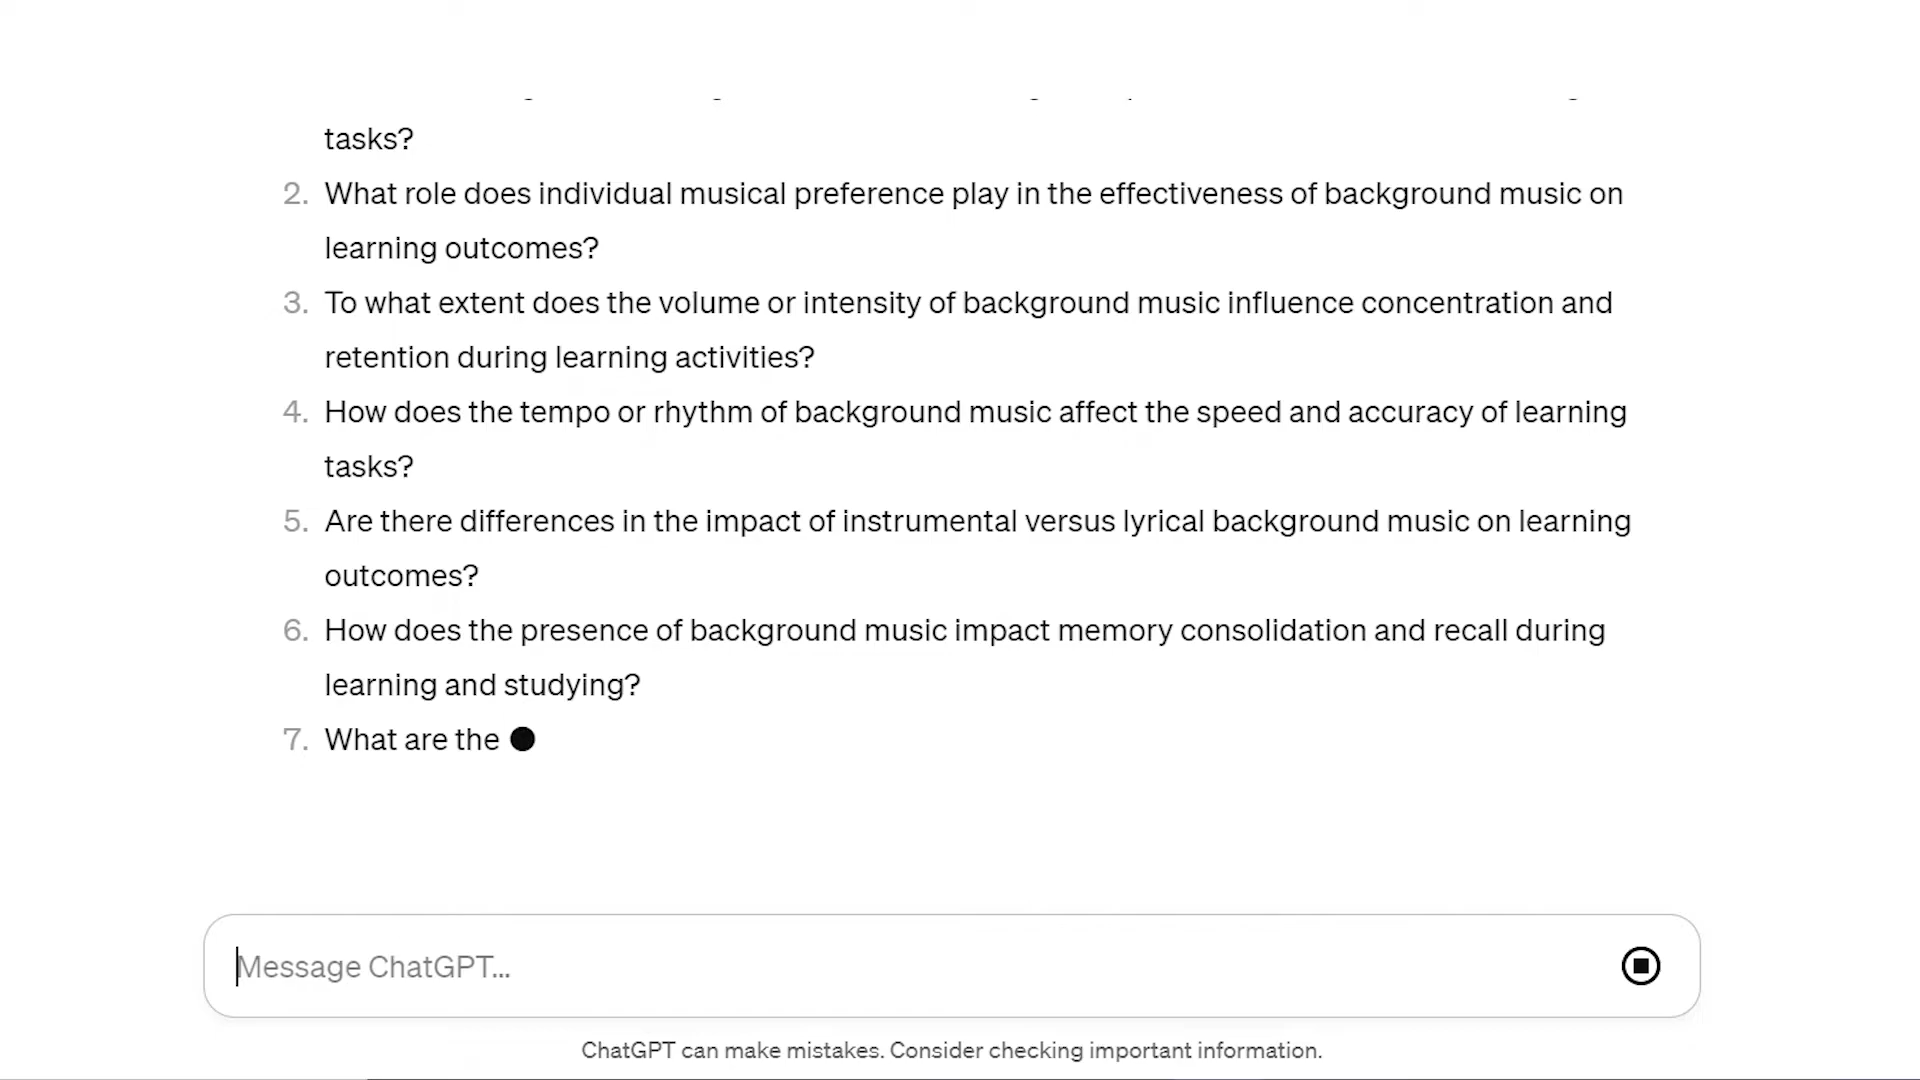 tasks?
2. What role does individual musical preference play in the effectiveness of background music on
learning outcomes?
3. To what extent does the volume or intensity of background music influence concentration and
retention during learning activities?
4. How does the tempo or rhythm of background music affect the speed and accuracy of learning
tasks?
5. Are there differences in the impact of instrumental versus lyrical background music on learning
outcomes?
6. How does the presence of background music impact memory consolidation and recall during
learning and studying?
7. What are the
Message ChatGPT...
ChatGPT can make mistakes. Consider checking important information.